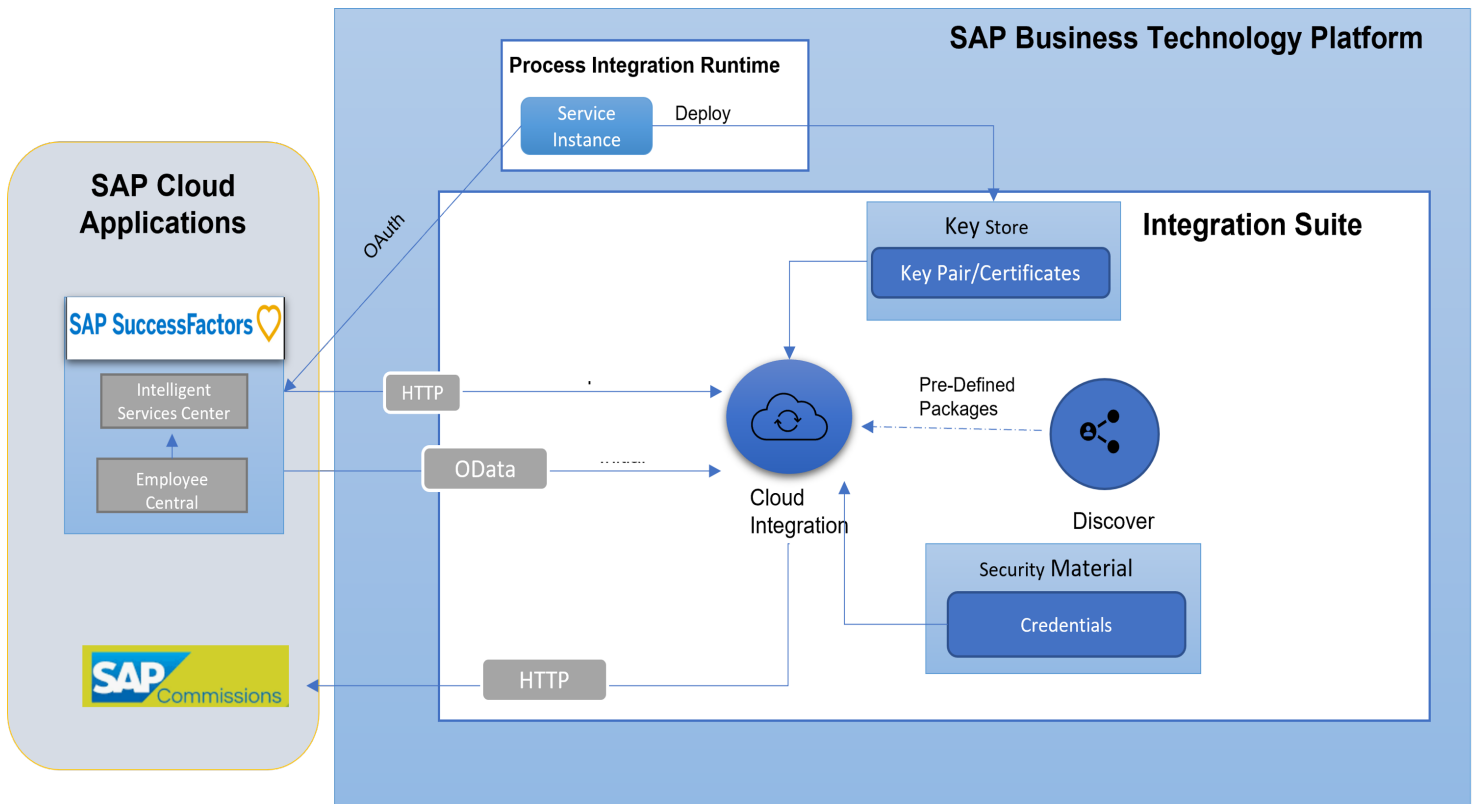 SAP Business Technology Platform
Process Integration Runtime
Service
Instance
Deploy
SAP Cloud
Applications
OAuth
Key Store
Key Pair/Certificates
Integration Suite
SAP SuccessFactors
Intelligent
Services Center
Employee
Central
HTTP
OData
Pre-Defined
Packages
Cloud
Integration
Discover
Security Material
Credentials
HTTP
SAP
Commissions